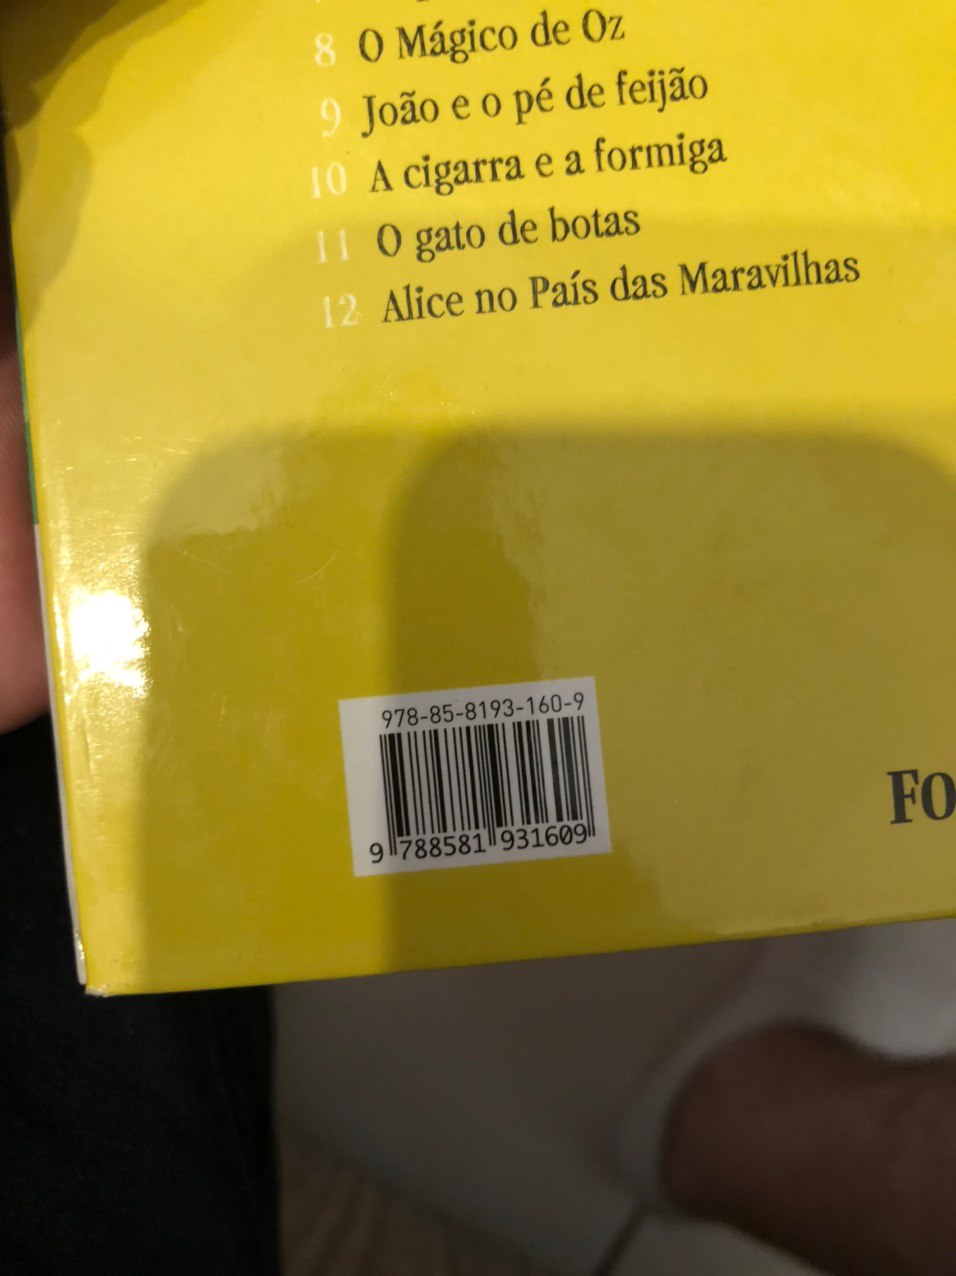 8 O Mágico de Oz
9 João e o pé de feijão
10 A cigarra e a formiga
11 O gato de botas
12 Alice no País das Maravilhas
978-85-8193-160-9
9 788581 931609
FO